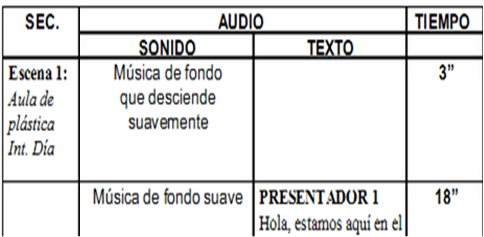 SEC. AUDIO TIEMPO
SONIDO TEXTO
Escena 1: Música de fondo 3”
Aula de que desciende
plástica suavemente
Int. Día
Música de fondo suave PRESENTADOR 1 18”
Hola, estamos aquí en el